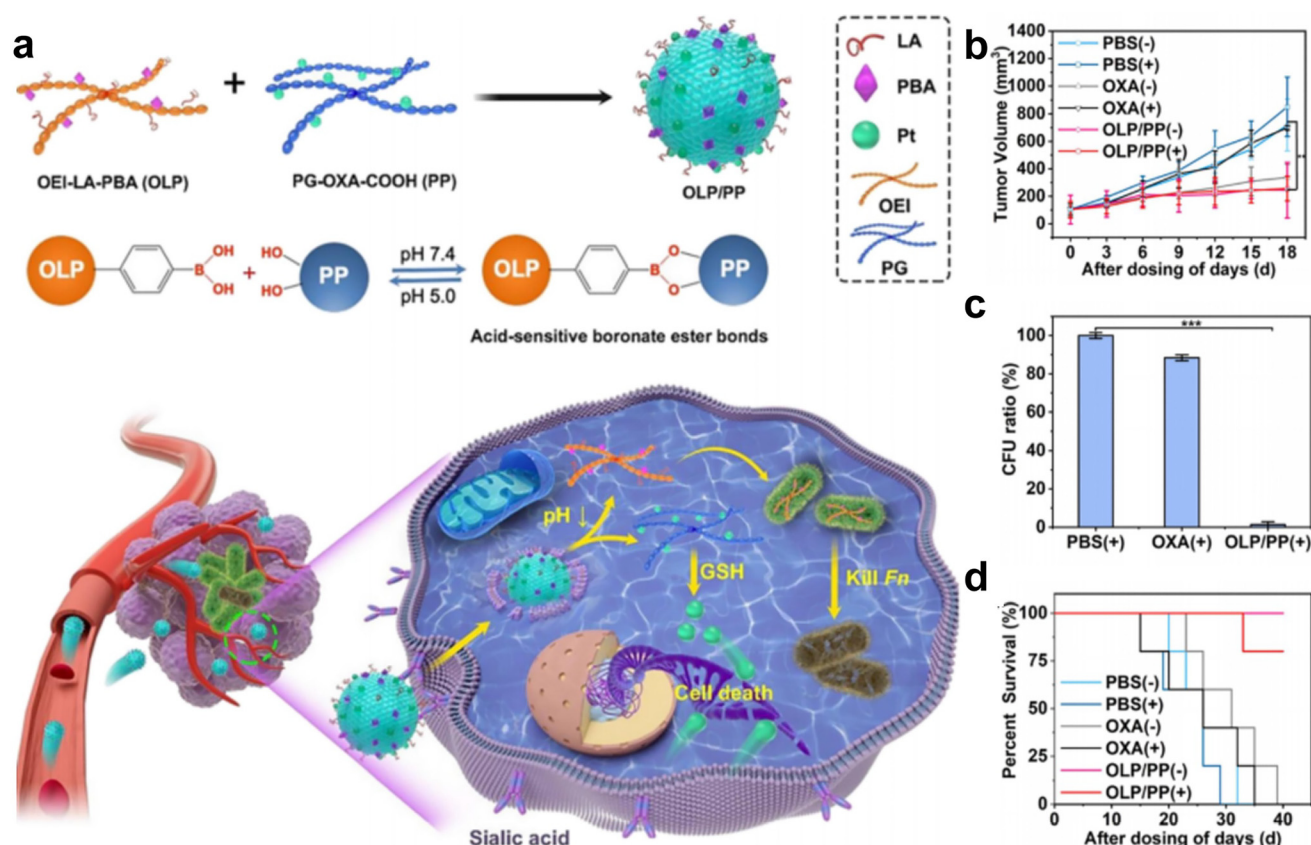 a
OEI-LA-PBA (OLP)
+
PG-OXA-COOH (PP)
OLP/PP
LA
PBA
Pt
OEI
PG
OLP
B
OH
OH
+
HO
HO
PP
pH 7.4
pH 5.0
OLP
B
O
O
PP
Acid-sensitive boronate ester bonds
pH ↓
GSH
Kill Fn
Cell death
Sialic acid
b
Tumor Volume (mm³)
1400
1200
1000
800
600
400
200
0
PBS(-)
PBS(+)
OXA(-)
OXA(+)
OLP/PP(-)
OLP/PP(+)
0 3 6 9 12 15 18
After dosing of days (d)
c
CFU ratio (%)
100
80
60
40
20
0
***
PBS(+) OXA(+) OLP/PP(+)
d
Percent Survival (%)
100
75
50
25
0
PBS(-)
PBS(+)
OXA(-)
OXA(+)
OLP/PP(-)
OLP/PP(+)
0 10 20 30 40
After dosing of days (d)